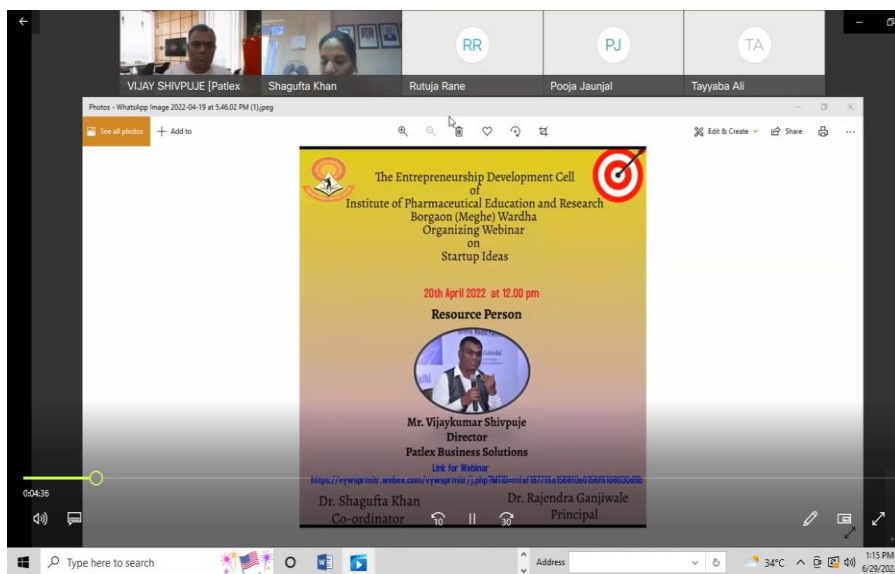 RR
PJ
TA
VIJAY SHIVPUJE [Patlex
Shagufta Khan
Rutuja Rane
Pooja Jaunjal
Tayyaba Ali
Photos - WhatsApp Image 2022-04-19 at 5.46.02 PM (1).jpeg
See all photos
Add to
Edit & Create
Share
The Entrepreneurship Development Cell
of
Institute of Pharmaceutical Education and Research
Borgaon (Meghe) Wardha
Organizing Webinar
on
Startup Ideas
20th April 2022 at 12.00 pm
Resource Person
Mr. Vijaykumar Shivpuje
Director
Patlex Business Solutions
Link for Webinar
Dr. Shagufta Khan
Co-ordinator
Dr. Rajendra Ganjiwale
Principal
0:04:36
10
30
Type here to search
Address
34°C
1:15 PM